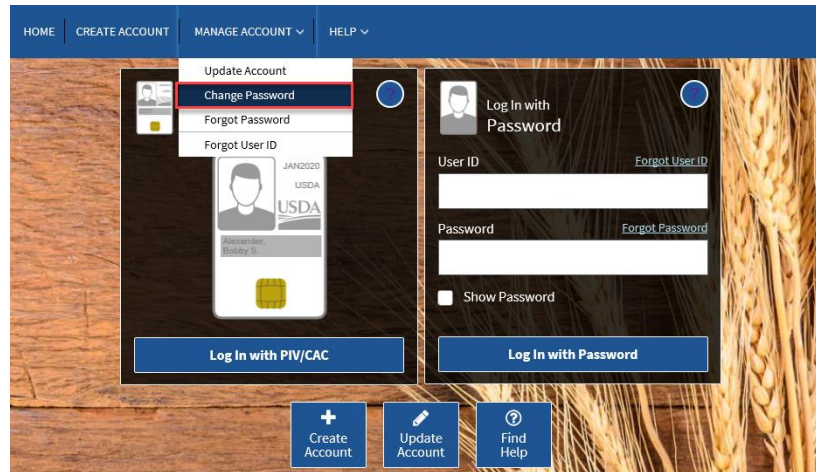 HOME
CREATE ACCOUNT
MANAGE ACCOUNT
HELP
Update Account
Change Password
Forgot Password
Forgot User ID
?
JAN2020
USDA
USDA
Alexander,
Bobby S.
Log In with PIV/CAC
Log In with
Password
?
User ID
Forgot User ID
Password
Forgot Password
Show Password
Log In with Password
Create
Account
Update
Account
?
Find
Help